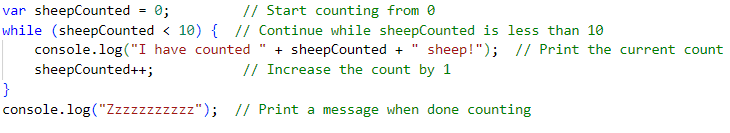 var sheepCounted = 0;         // Start counting from 0
while (sheepCounted < 10) {  // Continue while sheepCounted is less than 10
    console.log("I have counted " + sheepCounted + " sheep!");  // Print the current count
    sheepCounted++;           // Increase the count by 1
}
console.log("Zzzzzzzzzzz");  // Print a message when done counting